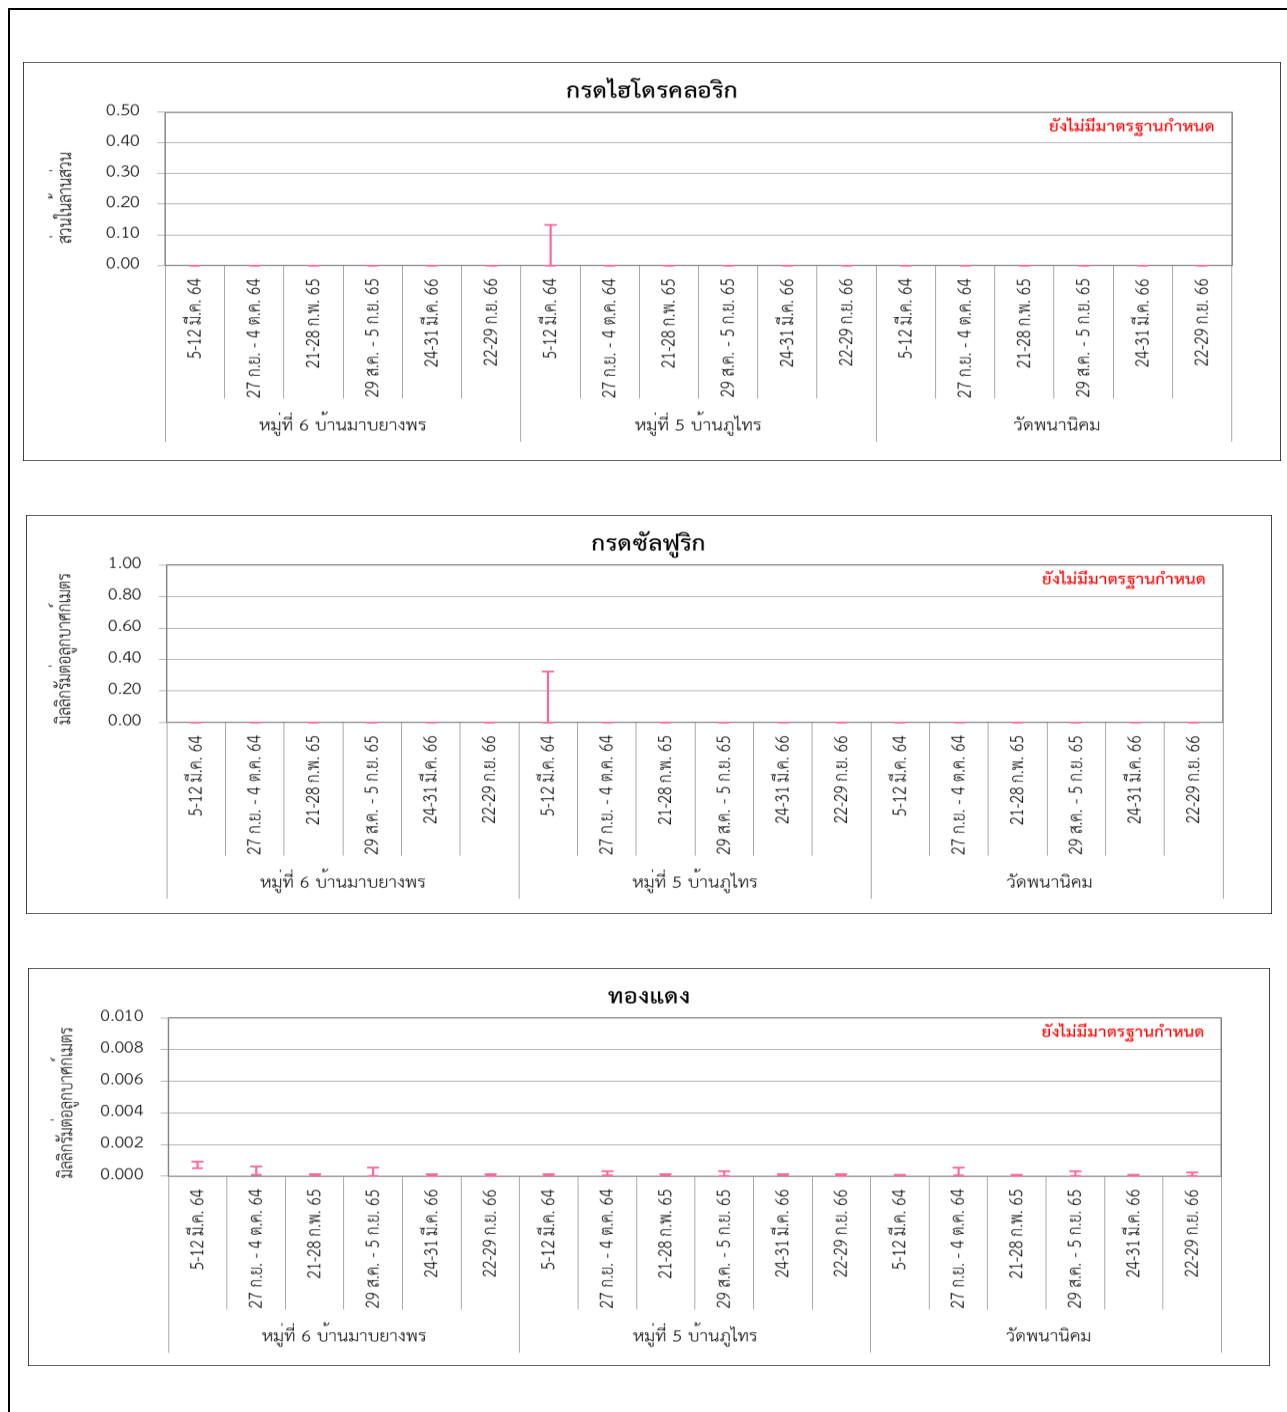 กรดไฮโดรคลอริก
ยังไม่มีมาตรฐานกำหนด
ส่วนในล้านส่วน
0.50
0.40
0.30
0.20
0.10
0.00
5-12 มี.ค. 64
27 ก.ย. - 4 ต.ค. 64
21-28 ก.พ. 65
29 ส.ค. - 5 ก.ย. 65
24-31 มี.ค. 66
22-29 ก.ย. 66
5-12 มี.ค. 64
27 ก.ย. - 4 ต.ค. 64
21-28 ก.พ. 65
29 ส.ค. - 5 ก.ย. 65
24-31 มี.ค. 66
22-29 ก.ย. 66
5-12 มี.ค. 64
27 ก.ย. - 4 ต.ค. 64
21-28 ก.พ. 65
29 ส.ค. - 5 ก.ย. 65
24-31 มี.ค. 66
22-29 ก.ย. 66
หมู่ที่ 6 บ้านมาบยางพร
หมู่ที่ 5 บ้านภูไทร
วัดพนานิคม
กรดซัลฟูริก
ยังไม่มีมาตรฐานกำหนด
มิลลิกรัมต่อลูกบาศก์เมตร
1.00
0.80
0.60
0.40
0.20
0.00
5-12 มี.ค. 64
27 ก.ย. - 4 ต.ค. 64
21-28 ก.พ. 65
29 ส.ค. - 5 ก.ย. 65
24-31 มี.ค. 66
22-29 ก.ย. 66
5-12 มี.ค. 64
27 ก.ย. - 4 ต.ค. 64
21-28 ก.พ. 65
29 ส.ค. - 5 ก.ย. 65
24-31 มี.ค. 66
22-29 ก.ย. 66
5-12 มี.ค. 64
27 ก.ย. - 4 ต.ค. 64
21-28 ก.พ. 65
29 ส.ค. - 5 ก.ย. 65
24-31 มี.ค. 66
22-29 ก.ย. 66
หมู่ที่ 6 บ้านมาบยางพร
หมู่ที่ 5 บ้านภูไทร
วัดพนานิคม
ทองแดง
ยังไม่มีมาตรฐานกำหนด
มิลลิกรัมต่อลูกบาศก์เมตร
0.010
0.008
0.006
0.004
0.002
0.000
5-12 มี.ค. 64
27 ก.ย. - 4 ต.ค. 64
21-28 ก.พ. 65
29 ส.ค. - 5 ก.ย. 65
24-31 มี.ค. 66
22-29 ก.ย. 66
5-12 มี.ค. 64
27 ก.ย. - 4 ต.ค. 64
21-28 ก.พ. 65
29 ส.ค. - 5 ก.ย. 65
24-31 มี.ค. 66
22-29 ก.ย. 66
5-12 มี.ค. 64
27 ก.ย. - 4 ต.ค. 64
21-28 ก.พ. 65
29 ส.ค. - 5 ก.ย. 65
24-31 มี.ค. 66
22-29 ก.ย. 66
หมู่ที่ 6 บ้านมาบยางพร
หมู่ที่ 5 บ้านภูไทร
วัดพนานิคม